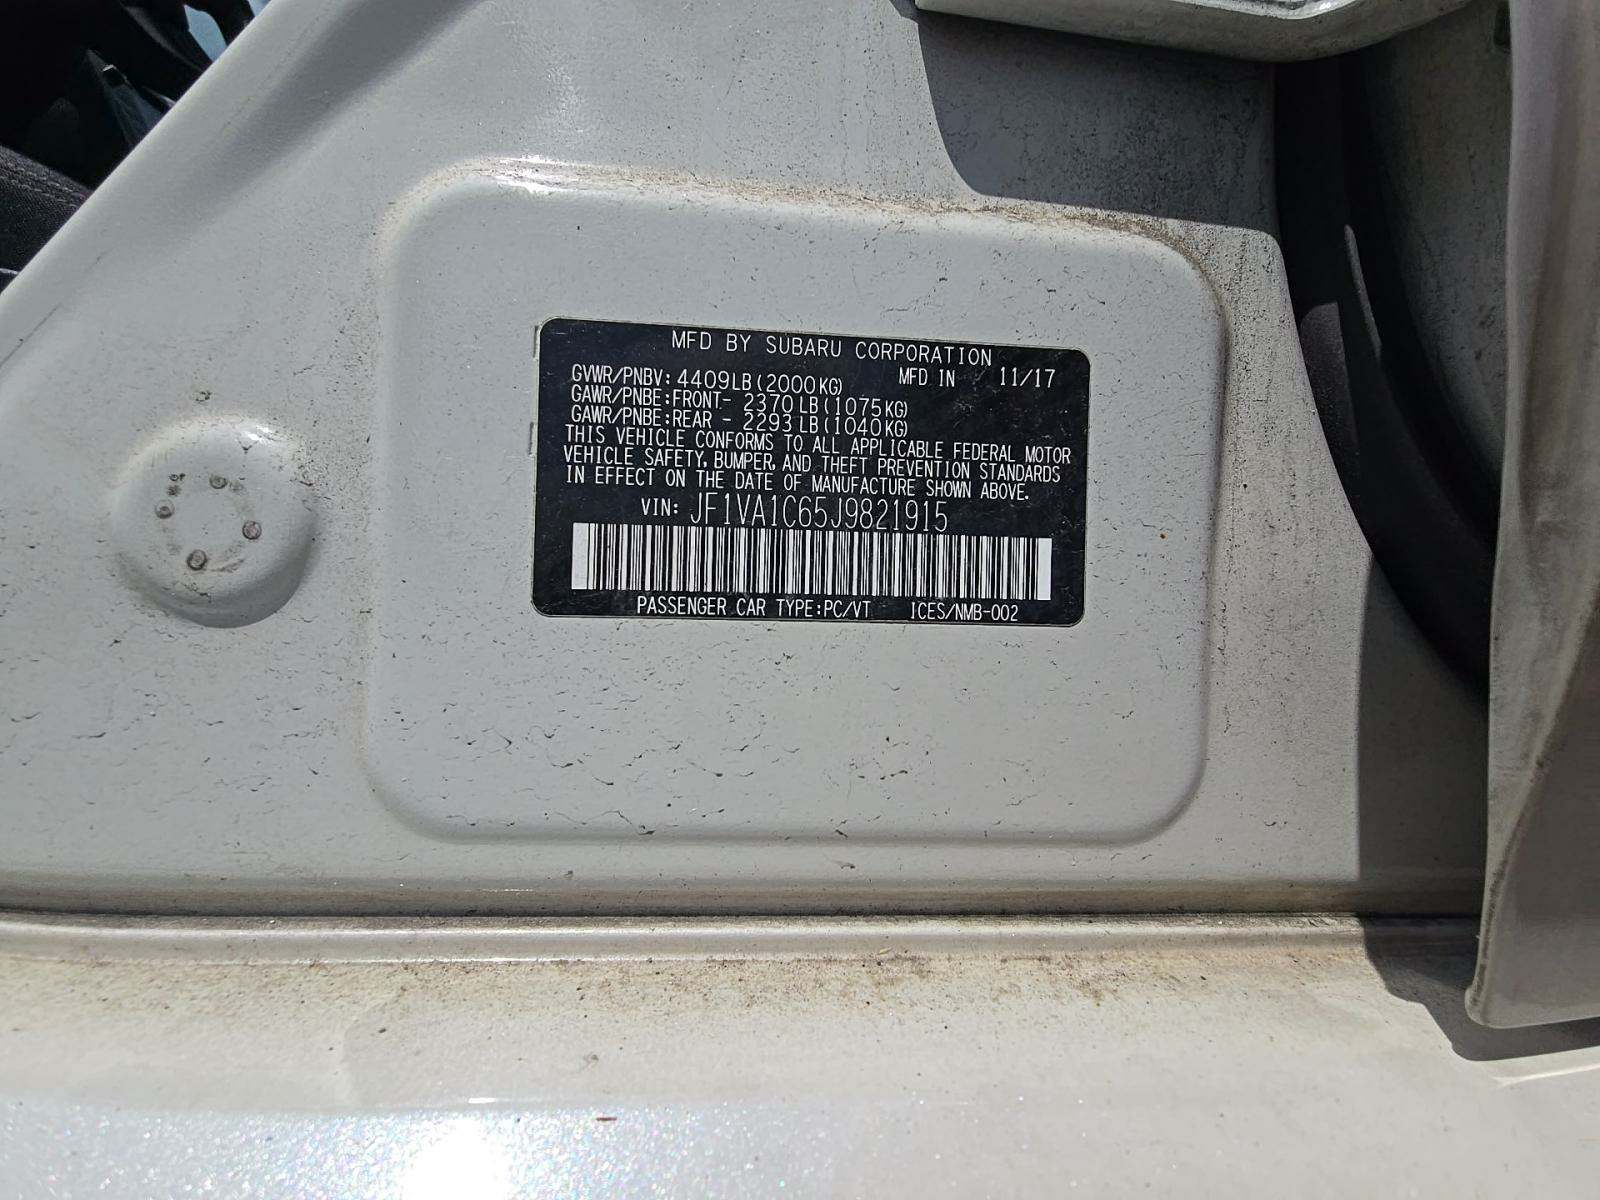 MFD BY SUBARU CORPORATION
GVWR/PNBV: 4409LB(2000KG) MFD IN 11/17
GAWR/PNBE:FRONT- 2370LB(1075KG)
GAWR/PNBE:REAR - 2293LB(1040KG)
THIS VEHICLE CONFORMS TO ALL APPLICABLE FEDERAL MOTOR
VEHICLE SAFETY, BUMPER, AND THEFT PREVENTION STANDARDS
IN EFFECT ON THE DATE OF MANUFACTURE SHOWN ABOVE.
VIN: JF1VA1C65J9821915
PASSENGER CAR TYPE:PC/VT ICES/NMB-002